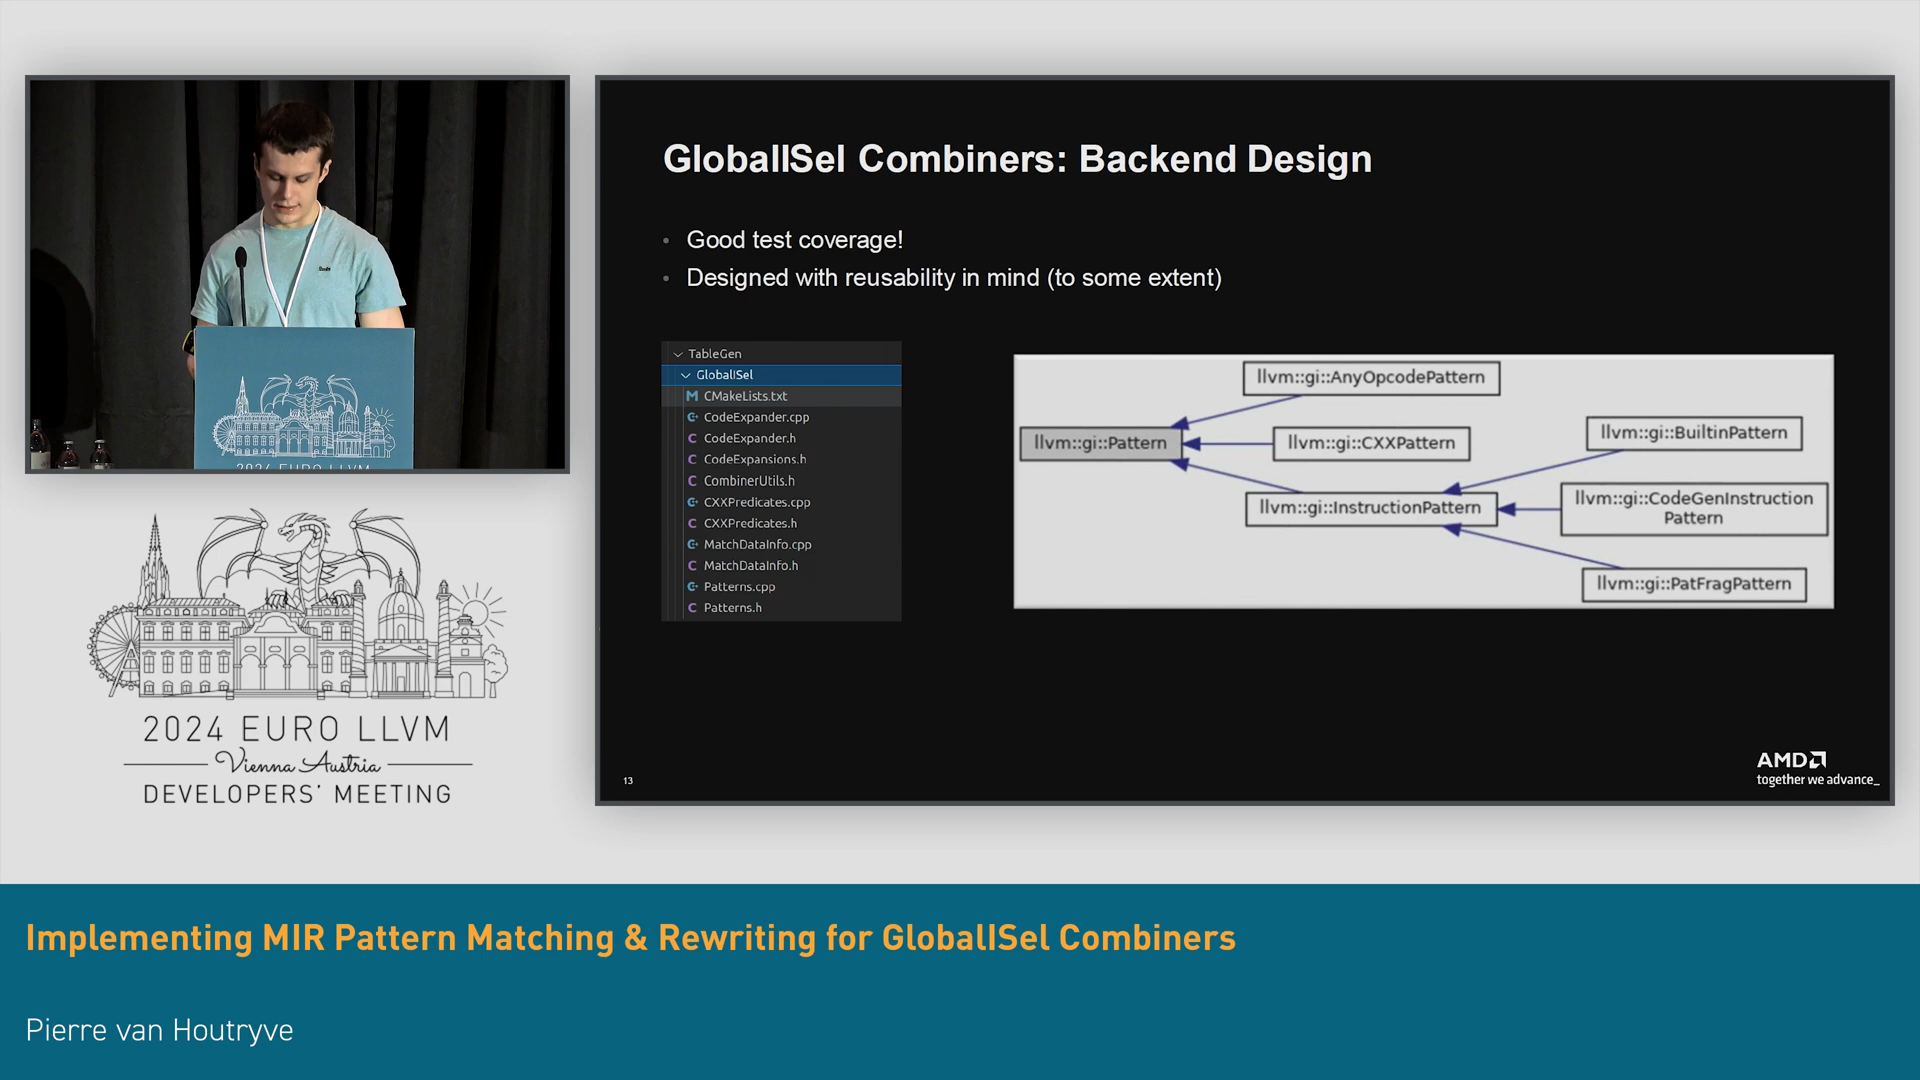 GlobalISel Combiners: Backend Design
• Good test coverage!
• Designed with reusability in mind (to some extent)
TableGen
GlobalISel
CMakeLists.txt
CodeExpander.cpp
CodeExpander.h
CodeExpansions.h
CombinerUtils.h
CXXPredicates.cpp
CXXPredicates.h
MatchDataInfo.cpp
MatchDataInfo.h
Patterns.cpp
Patterns.h
llvm::gi::AnyOpcodePattern
llvm::gi::Pattern
llvm::gi::CXXPattern
llvm::gi::BuiltinPattern
llvm::gi::InstructionPattern
llvm::gi::CodeGenInstruction
Pattern
llvm::gi::PatFragPattern
13
AMD
together we advance_
2024 EURO LLVM
2024 EURO LLVM
Vienna Austria
DEVELOPERS' MEETING
Implementing MIR Pattern Matching & Rewriting for GlobalISel Combiners
Pierre van Houtryve